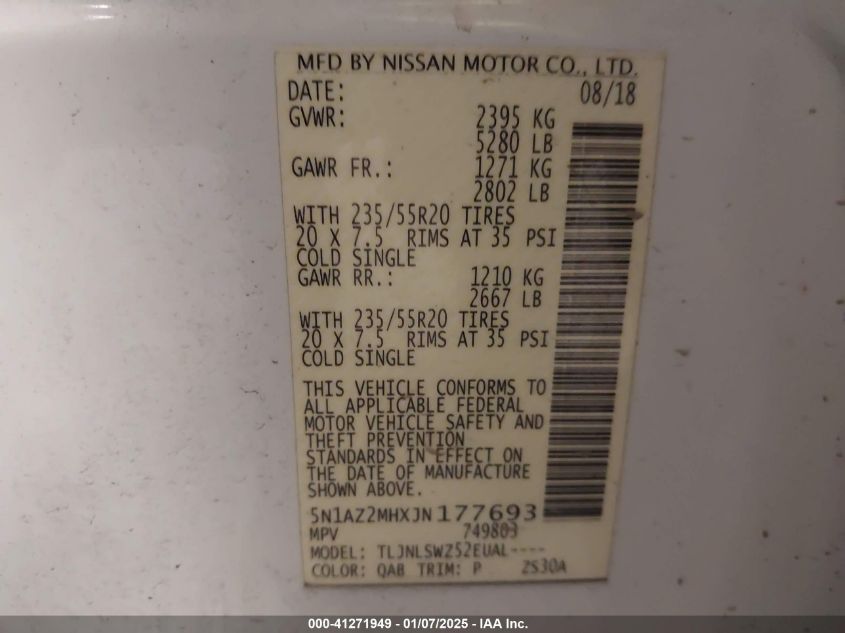 MFD BY NISSAN MOTOR CO., LTD.
DATE: 08/18
GVWR: 2395 KG
5280 LB
GAWR FR.: 1271 KG
2802 LB
WITH 235/55R20 TIRES
20 X 7.5 RIMS AT 35 PSI
COLD SINGLE
GAWR RR.: 1210 KG
2667 LB
WITH 235/55R20 TIRES
20 X 7.5 RIMS AT 35 PSI
COLD SINGLE
THIS VEHICLE CONFORMS TO
ALL APPLICABLE FEDERAL
MOTOR VEHICLE SAFETY AND
THEFT PREVENTION
STANDARDS IN EFFECT ON
THE DATE OF MANUFACTURE
SHOWN ABOVE.
5N1AZ2MHXJN177693
MPV 749803
MODEL: TLJNLSWZ52EUAL----
COLOR: QAB TRIM: P ZS30A
000-41271949 - 01/07/2025 - IAA Inc.